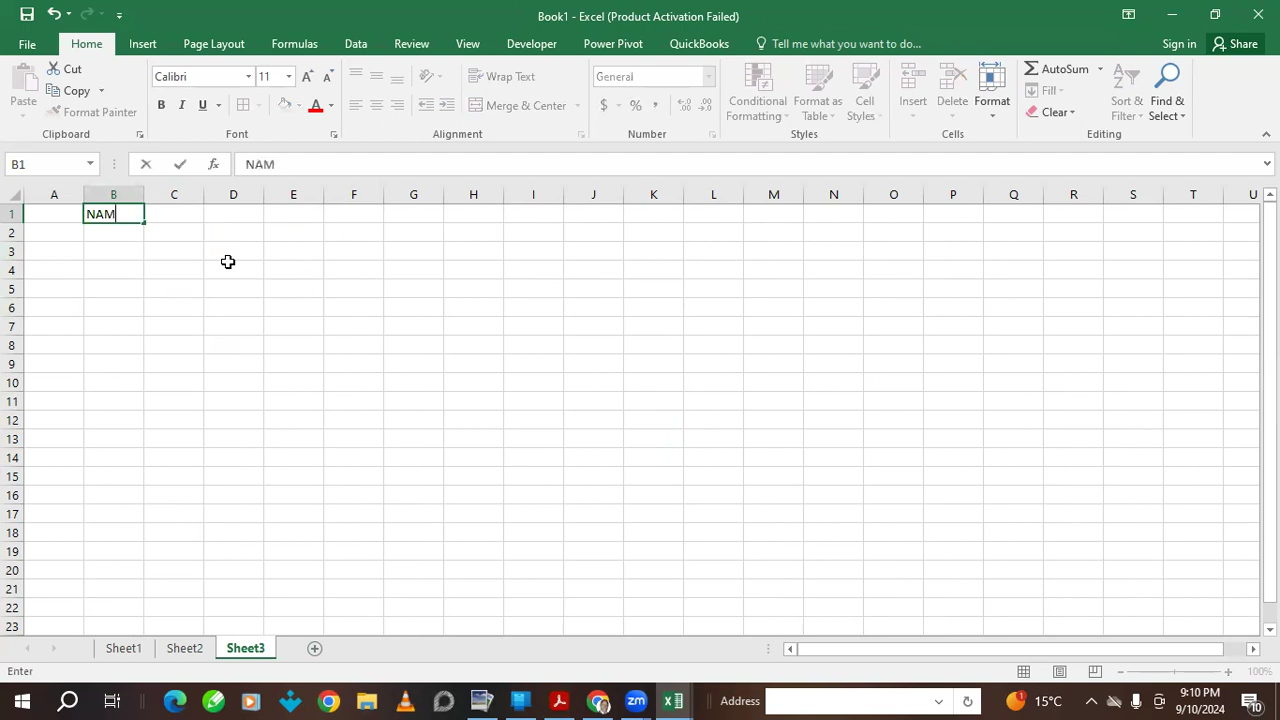 Book1 - Excel (Product Activation Failed)
File Home Insert Page Layout Formulas Data Review View Developer Power Pivot QuickBooks Tell me what you want to do... Sign in Share
Paste
Cut
Copy
Format Painter
Clipboard
Calibri 11
B I U
A
Font
Wrap Text
Merge & Center
Alignment
General
$ %
Number
Conditional Formatting
Format as Table
Cell Styles
Styles
Insert Delete Format
Cells
AutoSum
Fill
Clear
Sort & Filter
Find & Select
Editing
B1 fx NAM
A B C D E F G H I J K L M N O P Q R S T U
1 NAM
2
3
4
5
6
7
8
9
10
11
12
13
14
15
16
17
18
19
20
21
22
23
Sheet1 Sheet2 Sheet3
Enter 100%
Address 15°C 9:10 PM
9/10/2024
1
10